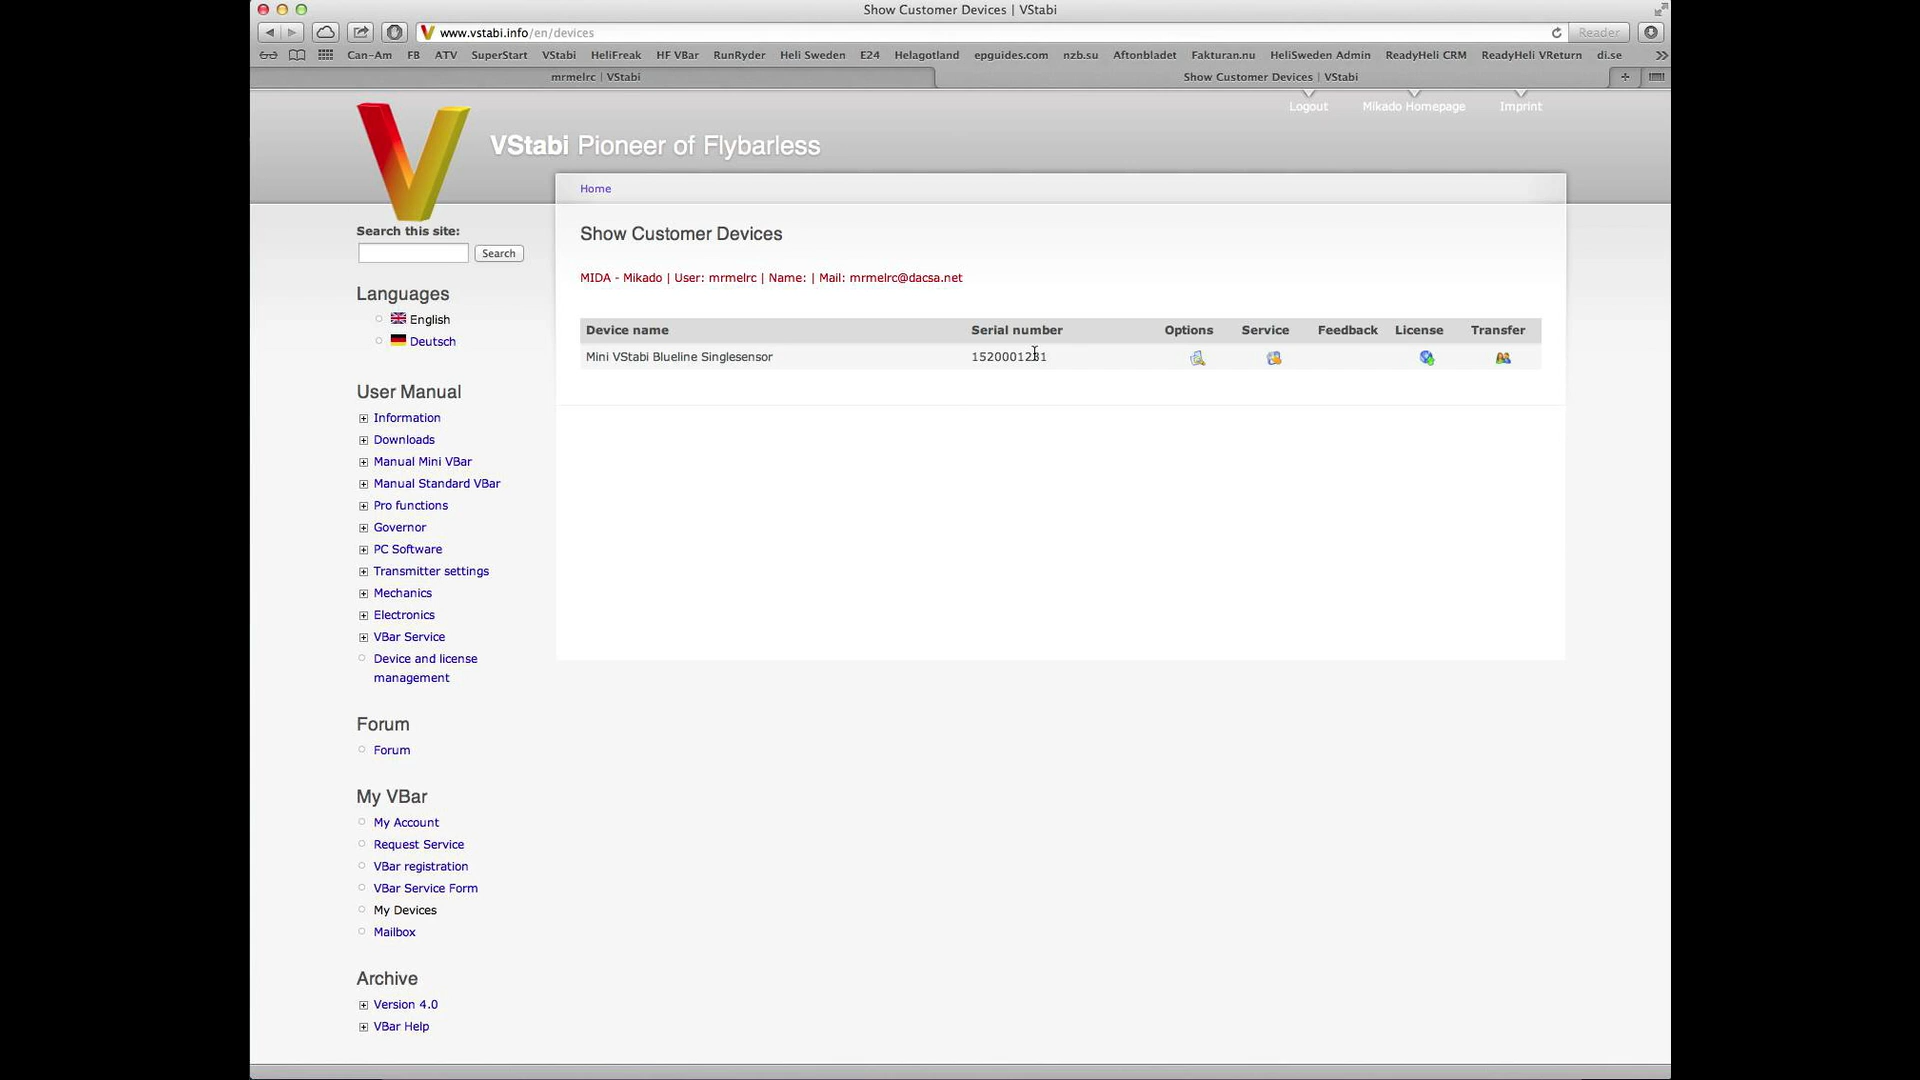 Show Customer Devices | VStabi
www.vstabi.info/en/devices
Reader
Can-Am FB ATV SuperStart VStabi HeliFreak HF VBar RunRyder Heli Sweden E24 Helagotland epguides.com nzb.su Aftonbladet Fakturan.nu HeliSweden Admin ReadyHeli CRM ReadyHeli VReturn di.se
mrmelrc | VStabi
Show Customer Devices | VStabi
Logout Mikado Homepage Imprint
VStabi Pioneer of Flybarless
Home
Search this site:
Search
Languages
English
Deutsch
User Manual
Information
Downloads
Manual Mini VBar
Manual Standard VBar
Pro functions
Governor
PC Software
Transmitter settings
Mechanics
Electronics
VBar Service
Device and license
management
Forum
Forum
My VBar
My Account
Request Service
VBar registration
VBar Service Form
My Devices
Mailbox
Archive
Version 4.0
VBar Help
Show Customer Devices
MIDA - Mikado | User: mrmelrc | Name: | Mail: mrmelrc@dacsa.net
Device name Serial number Options Service Feedback License Transfer
Mini VStabi Blueline Singlesensor